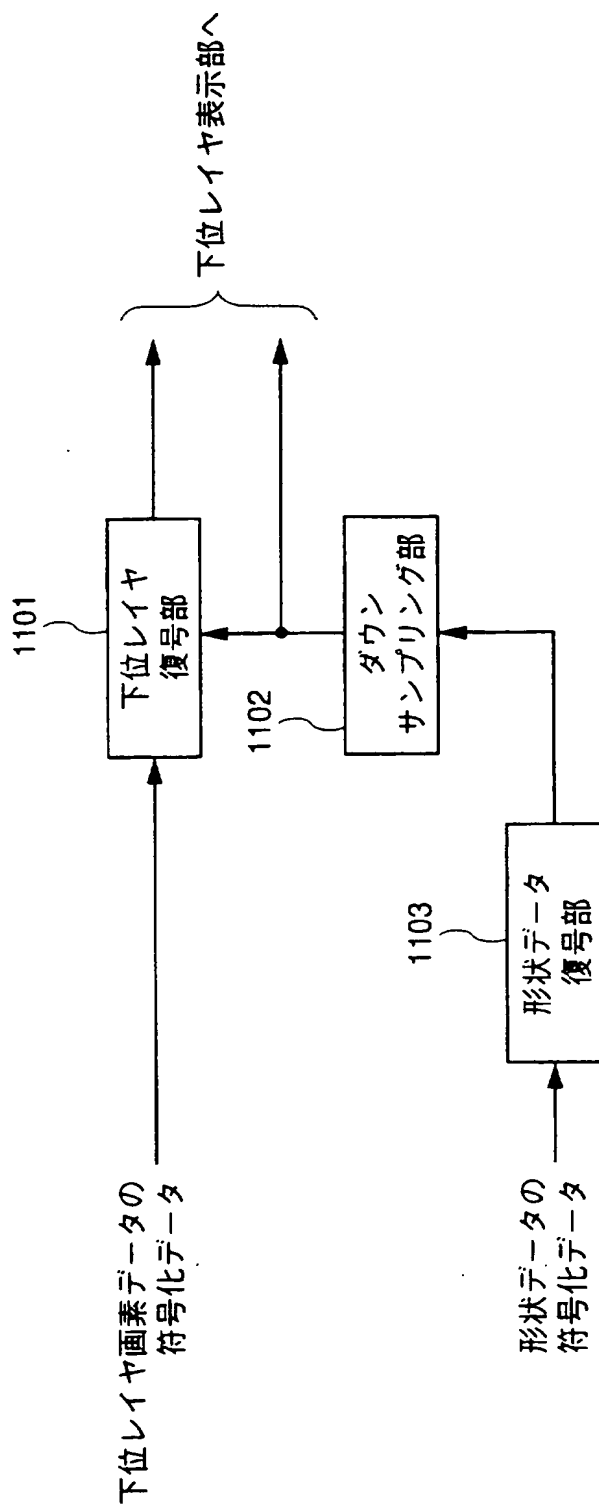 下位レイヤ画素データの
符号化データ
1101
下位レイヤ
復号部
下位レイヤ表示部へ
1102
ダウン
サンプリング部
1103
形状データ
復号部
形状データの
符号化データ